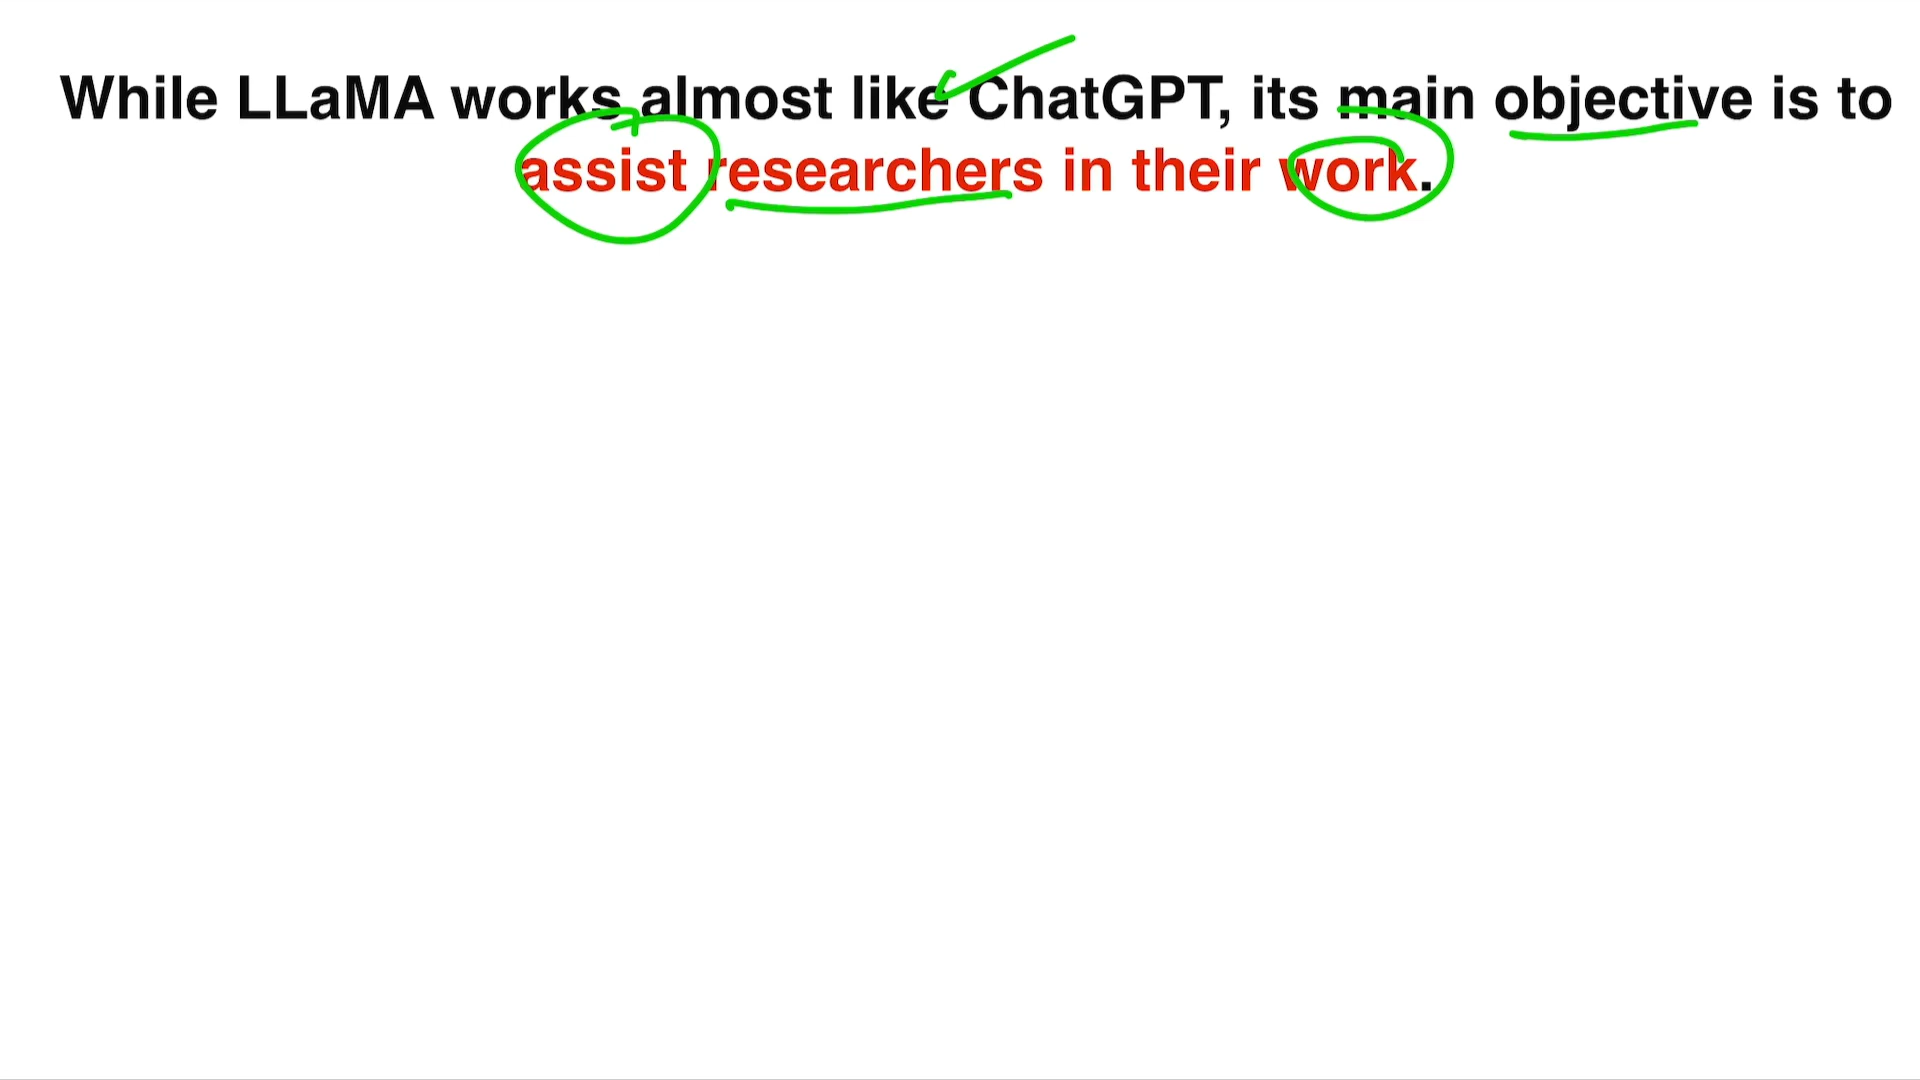 While LLaMA works almost like ChatGPT, its main objective is to
assist researchers in their work.